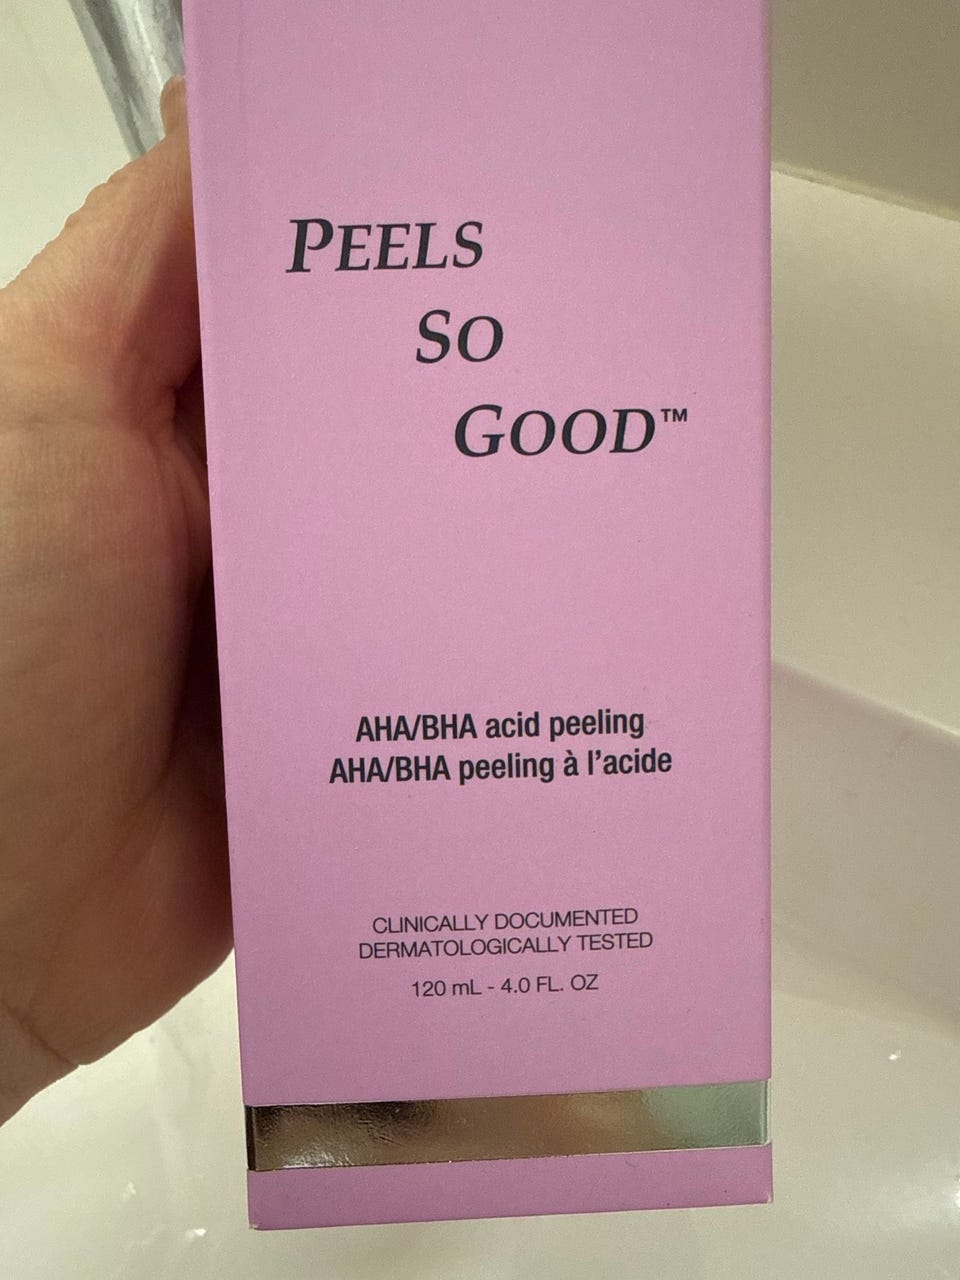 PEELS
SO
GOOD™
AHA/BHA acid peeling
AHA/BHA peeling à l'acide
CLINICALLY DOCUMENTED
DERMATOLOGICALLY TESTED
120 mL - 4.0 FL. OZ